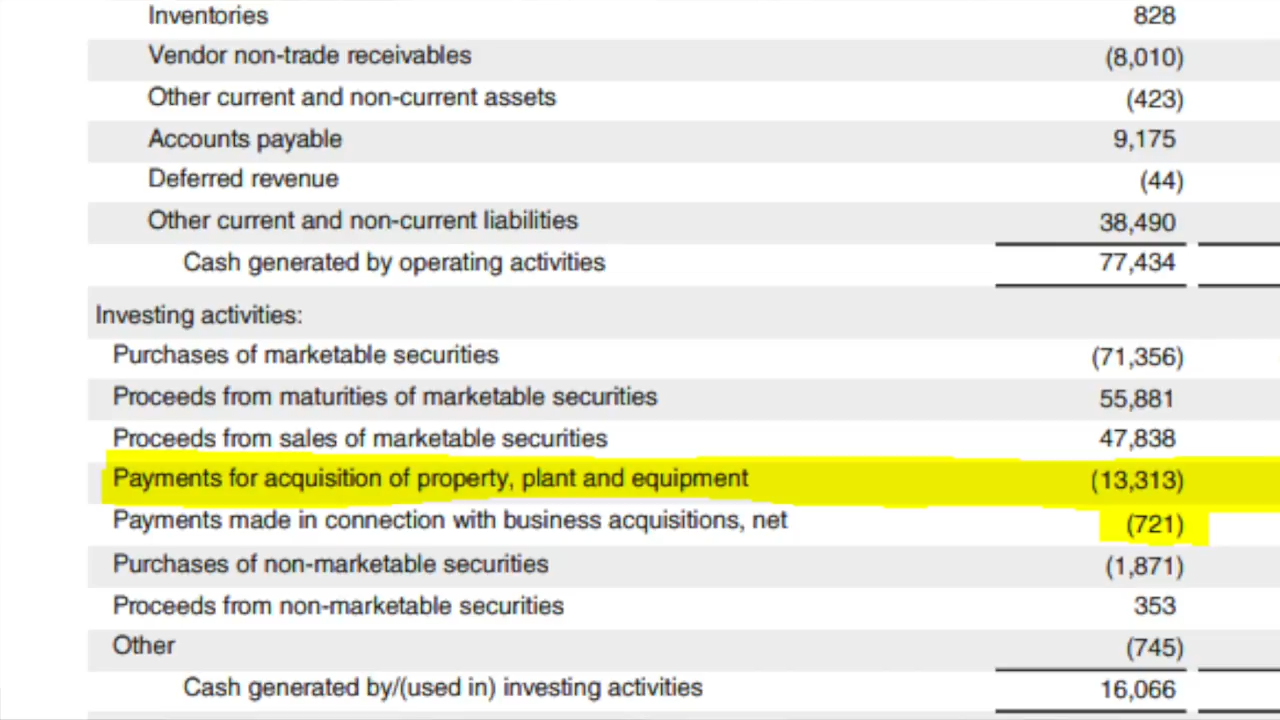 Inventories 828
Vendor non-trade receivables (8,010)
Other current and non-current assets (423)
Accounts payable 9,175
Deferred revenue (44)
Other current and non-current liabilities 38,490
Cash generated by operating activities 77,434
Investing activities:
Purchases of marketable securities (71,356)
Proceeds from maturities of marketable securities 55,881
Proceeds from sales of marketable securities 47,838
Payments for acquisition of property, plant and equipment (13,313)
Payments made in connection with business acquisitions, net (721)
Purchases of non-marketable securities (1,871)
Proceeds from non-marketable securities 353
Other (745)
Cash generated by/(used in) investing activities 16,066